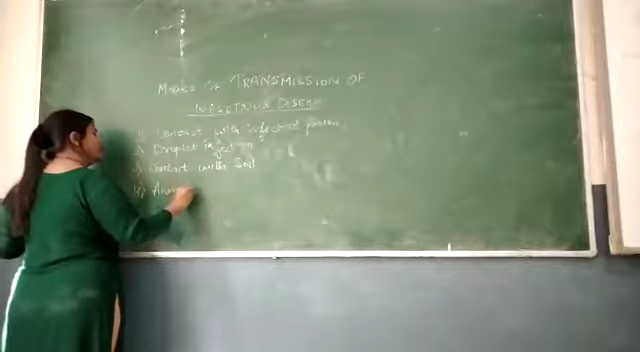 MODES OF TRANSMISSION OF
INFECTIOUS DISEASE
1) Contact with infected person.
2) Droplet infection
3) Contact with Soil
4) Anim